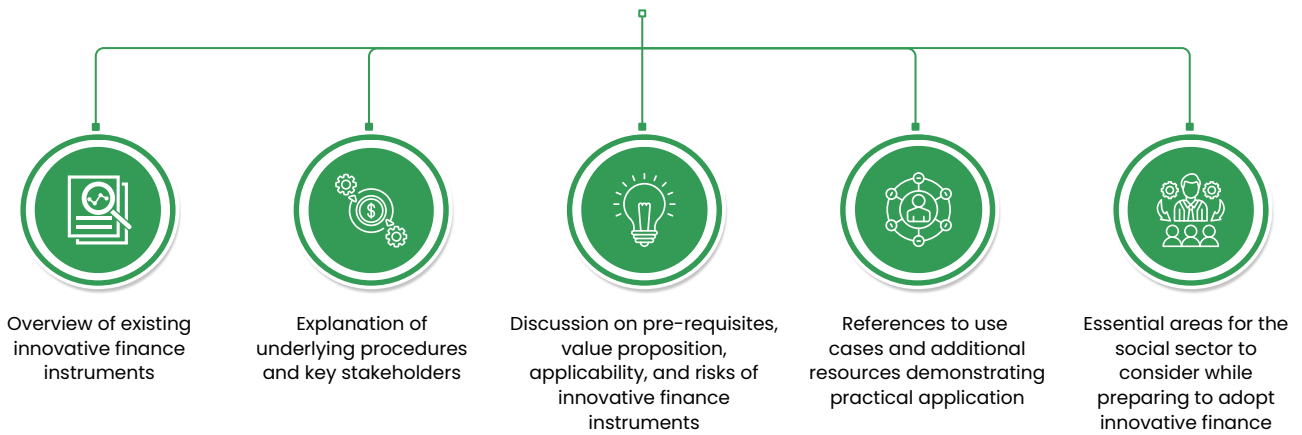 Overview of existing
innovative finance
instruments
Explanation of
underlying procedures
and key stakeholders
Discussion on pre-requisites,
value proposition,
applicability, and risks of
innovative finance
instruments
References to use
cases and additional
resources demonstrating
practical application
Essential areas for the
social sector to
consider while
preparing to adopt
innovative finance
$